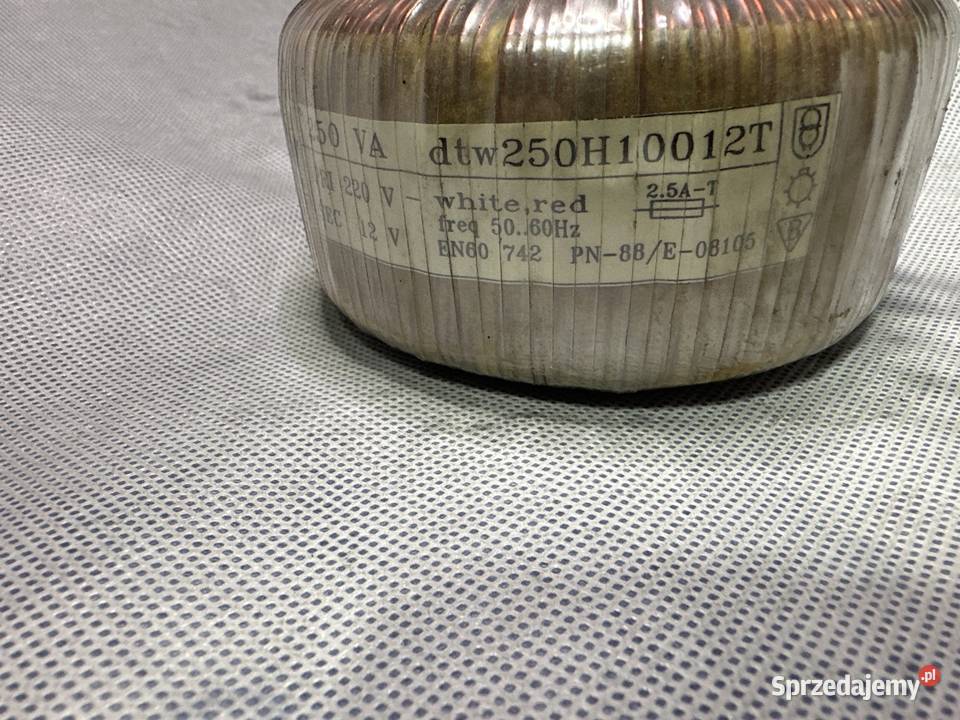 50 VA dtw250H10012T
220 V - white,red 2.5A-T
12 V freq 50..60Hz
EN60 742 PN-88/E-08105
B
Sprzedajemy.pl